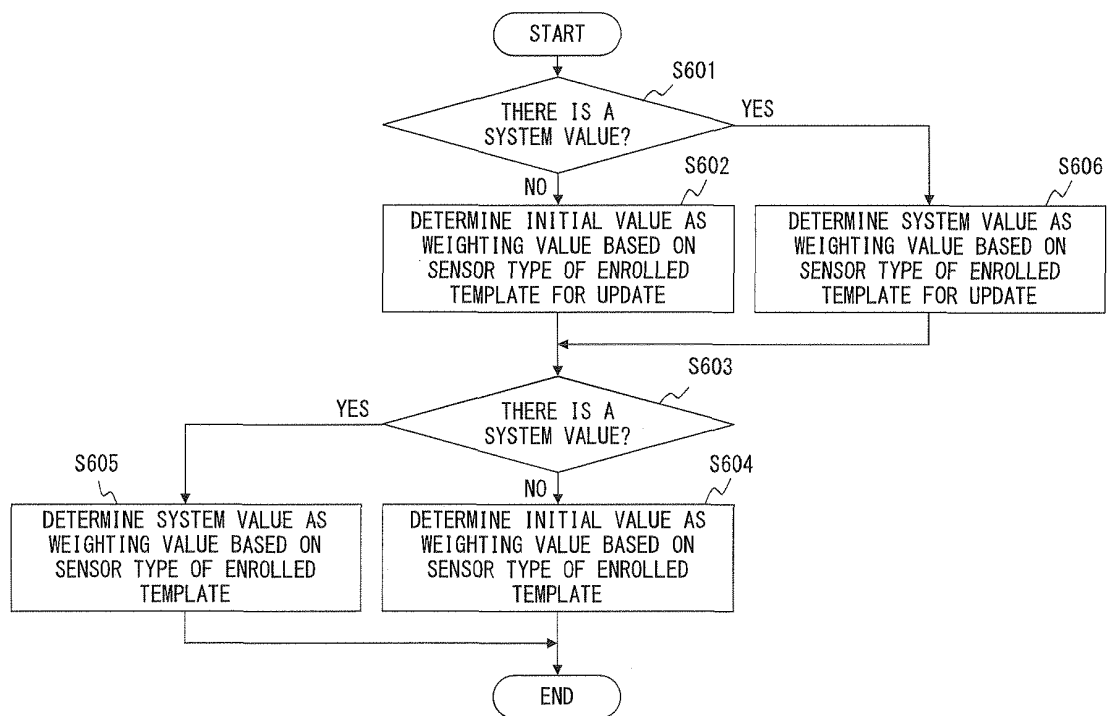 START
S601
THERE IS A
SYSTEM VALUE?
YES
NO
S602
DETERMINE INITIAL VALUE AS
WEIGHTING VALUE BASED ON
SENSOR TYPE OF ENROLLED
TEMPLATE FOR UPDATE
S606
DETERMINE SYSTEM VALUE AS
WEIGHTING VALUE BASED ON
SENSOR TYPE OF ENROLLED
TEMPLATE FOR UPDATE
S603
THERE IS A
SYSTEM VALUE?
YES
NO
S605
DETERMINE SYSTEM VALUE AS
WEIGHTING VALUE BASED ON
SENSOR TYPE OF ENROLLED
TEMPLATE
S604
DETERMINE INITIAL VALUE AS
WEIGHTING VALUE BASED ON
SENSOR TYPE OF ENROLLED
TEMPLATE
END